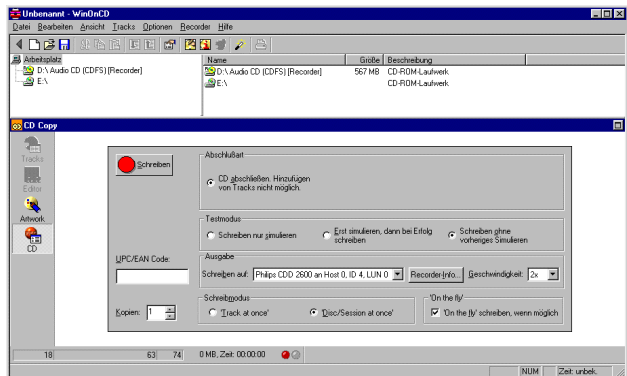 Unbenannt - WinOnCD
Datei Bearbeiten Ansicht Tracks Optionen Recorder Hilfe
Arbeitsplatz
D:\ Audio CD (CDFS) [Recorder]
E:\
Name Größe Beschreibung
D:\ Audio CD (CDFS) [Recorder] 567 MB CD-ROM-Laufwerk
E:\ CD-ROM-Laufwerk
CD Copy
Tracks
Editor
Artwork
CD
Schreiben
Abschlußart
CD abschließen. Hinzufügen
von Tracks nicht möglich.
Testmodus
Schreiben nur simulieren
Erst simulieren, dann bei Erfolg
schreiben
Schreiben ohne
vorheriges Simulieren
UPC/EAN Code:
Ausgabe
Schreiben auf: Philips CDD 2600 an Host 0, ID 4, LUN 0 Recorder-Info... Geschwindigkeit: 2x
Kopien: 1
Schreibmodus
'Track at once' 'Disc/Session at once'
'On the fly'
'On the fly' schreiben, wenn möglich
18 63 74 0 MB, Zeit: 00:00:00
NUM Zeit: unbek.